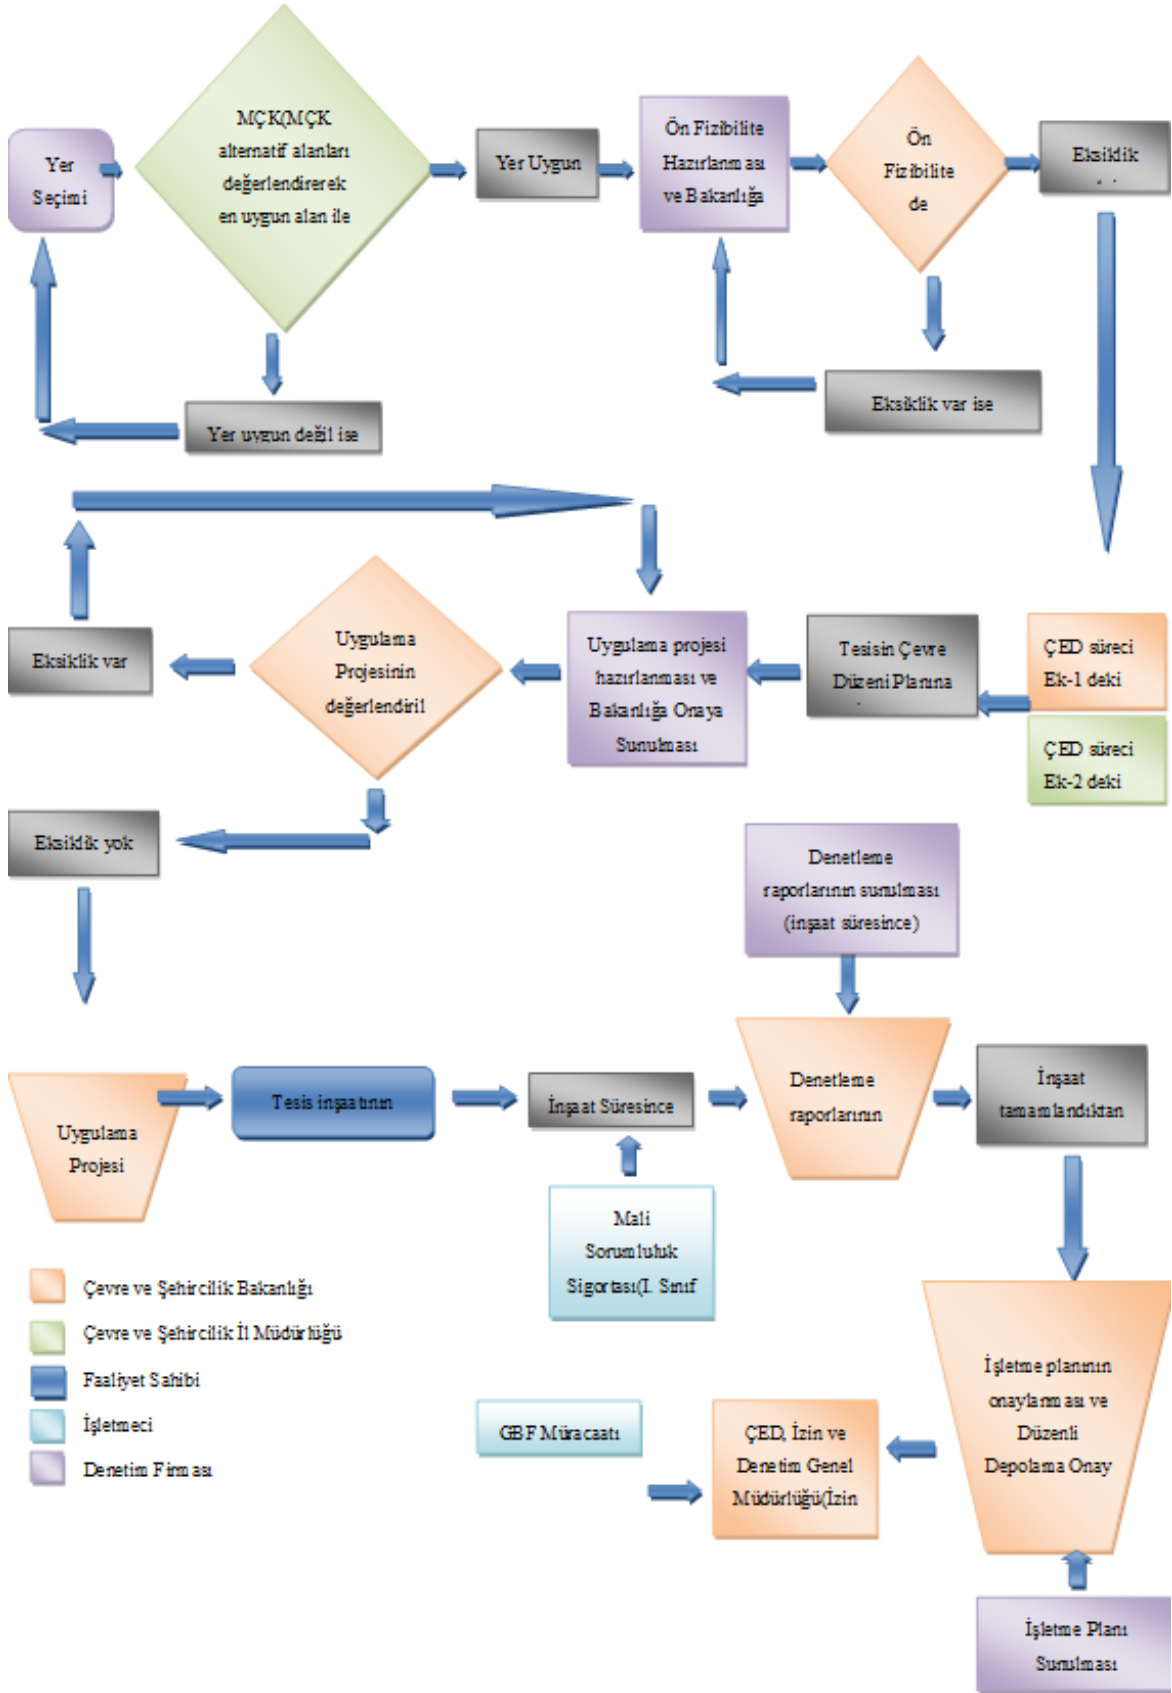 Yer
Seçimi
MÇK(MÇK
alternatif alanları
değerlendirerek
en uygun alan ile
Yer Uygun
Ön Fizibilite
Hazırlanması
ve Bakanlığa
Ön
Fizibilite
de
Eksiklik
Yer uygun değil ise
Eksiklik var ise
Eksiklik var
Uygulama
Projesinin
değerlendiril
Uygulama projesi
hazırlanması ve
Bakanlığa Onaya
Sunulması
Tesisin Çevre
Düzeni Planına
ÇED süreci
Ek-1 deki
ÇED süreci
Ek-2 deki
Eksiklik yok
Denetleme
raporlarının sunulması
(inşaat süresince)
Uygulama
Projesi
Tesis inşaatının
İnşaat Süresince
Denetleme
raporlarının
İnşaat
tamamlandıktan
Mali
Sorumluluk
Sigortası(I. Sınıf
Çevre ve Şehircilik Bakanlığı
Çevre ve Şehircilik İl Müdürlüğü
Faaliyet Sahibi
İşletmeci
Denetim Firması
GBF Müracaatı
ÇED, İzin ve
Denetim Genel
Müdürlüğü(İzin
İşletme planının
onaylanması ve
Düzenli
Depolama Onay
İşletme Planı
Sunulması